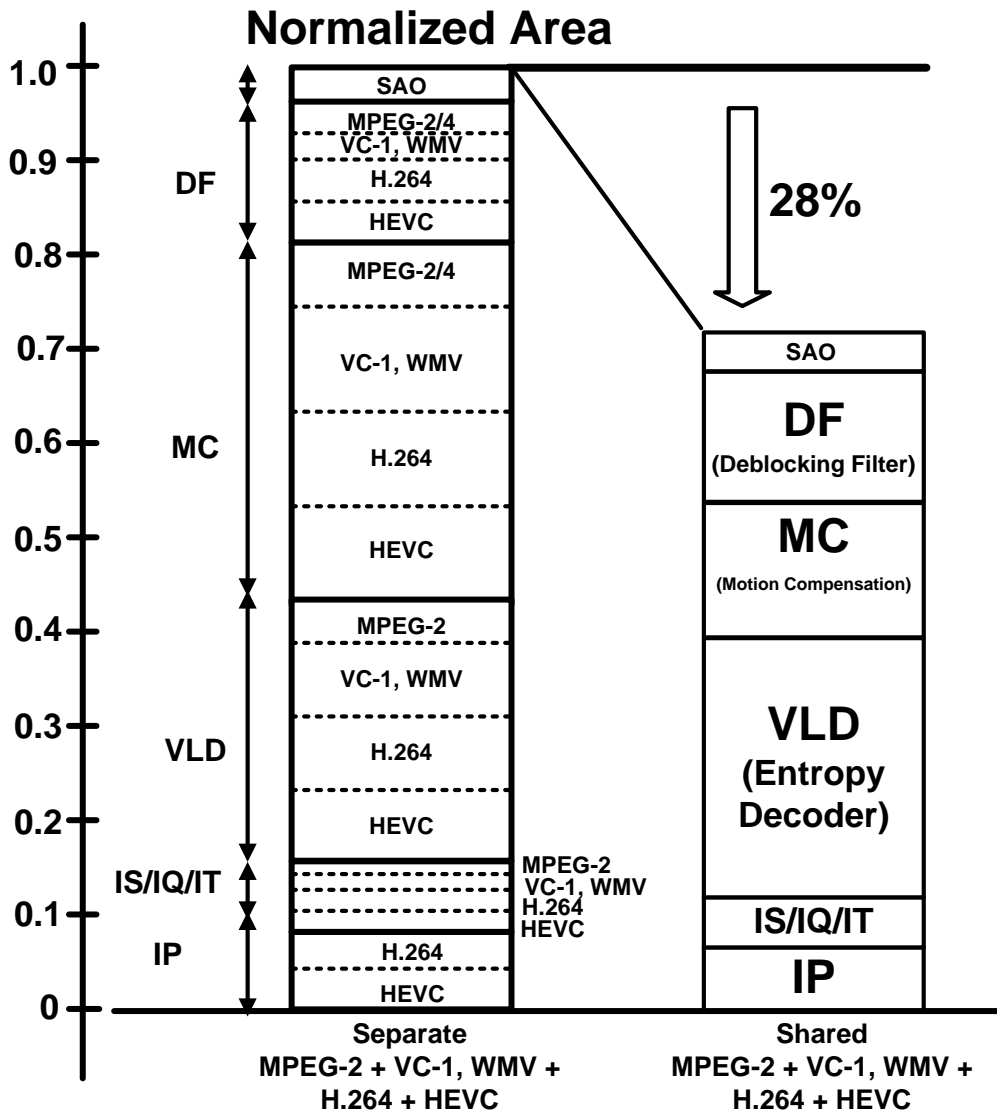 Normalized Area
1.0
0.9
0.8
0.7
0.6
0.5
0.4
0.3
0.2
0.1
0
DF
MC
VLD
IS/IQ/IT
IP
SAO
MPEG-2/4
VC-1, WMV
H.264
HEVC
MPEG-2/4
VC-1, WMV
H.264
HEVC
MPEG-2
VC-1, WMV
H.264
HEVC
MPEG-2
VC-1, WMV
H.264
HEVC
H.264
HEVC
28%
SAO
DF
(Deblocking Filter)
MC
(Motion Compensation)
VLD
(Entropy
Decoder)
IS/IQ/IT
IP
Separate
MPEG-2 + VC-1, WMV +
H.264 + HEVC
Shared
MPEG-2 + VC-1, WMV +
H.264 + HEVC